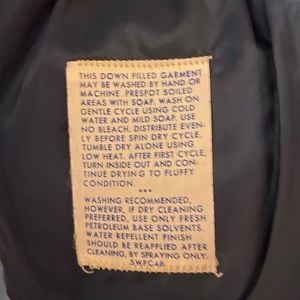 THIS DOWN FILLED GARMENT
MAY BE WASHED BY HAND OR
MACHINE. PRESPOT SOILED
AREAS WITH SOAP. WASH ON
GENTLE CYCLE USING COLD
WATER AND MILD SOAP. USE
NO BLEACH. DISTRIBUTE EVEN-
LY BEFORE SPIN DRY CYCLE.
TUMBLE DRY ALONE USING
LOW HEAT. AFTER FIRST CYCLE,
TURN INSIDE OUT AND CON-
TINUE DRYING TO FLUFFY
CONDITION.
***
WASHING RECOMMENDED,
HOWEVER, IF DRY CLEANING
PREFERRED, USE ONLY FRESH
PETROLEUM BASE SOLVENTS.
WATER REPELLENT FINISH
SHOULD BE REAPPLIED AFTER
CLEANING, BY SPRAYING ONLY.
SWPC46